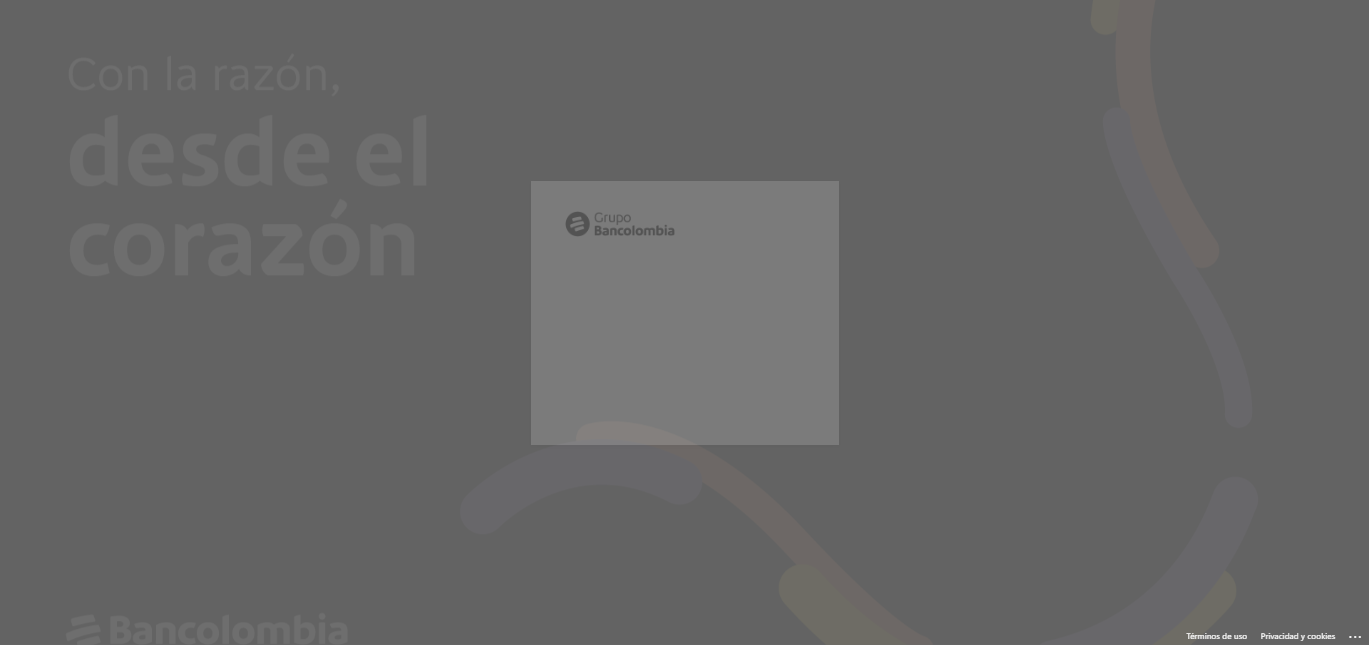 Con la razón,
desde el
corazón
Grupo
Bancolombia
Bancolombia
Términos de uso Privacidad y cookies ...